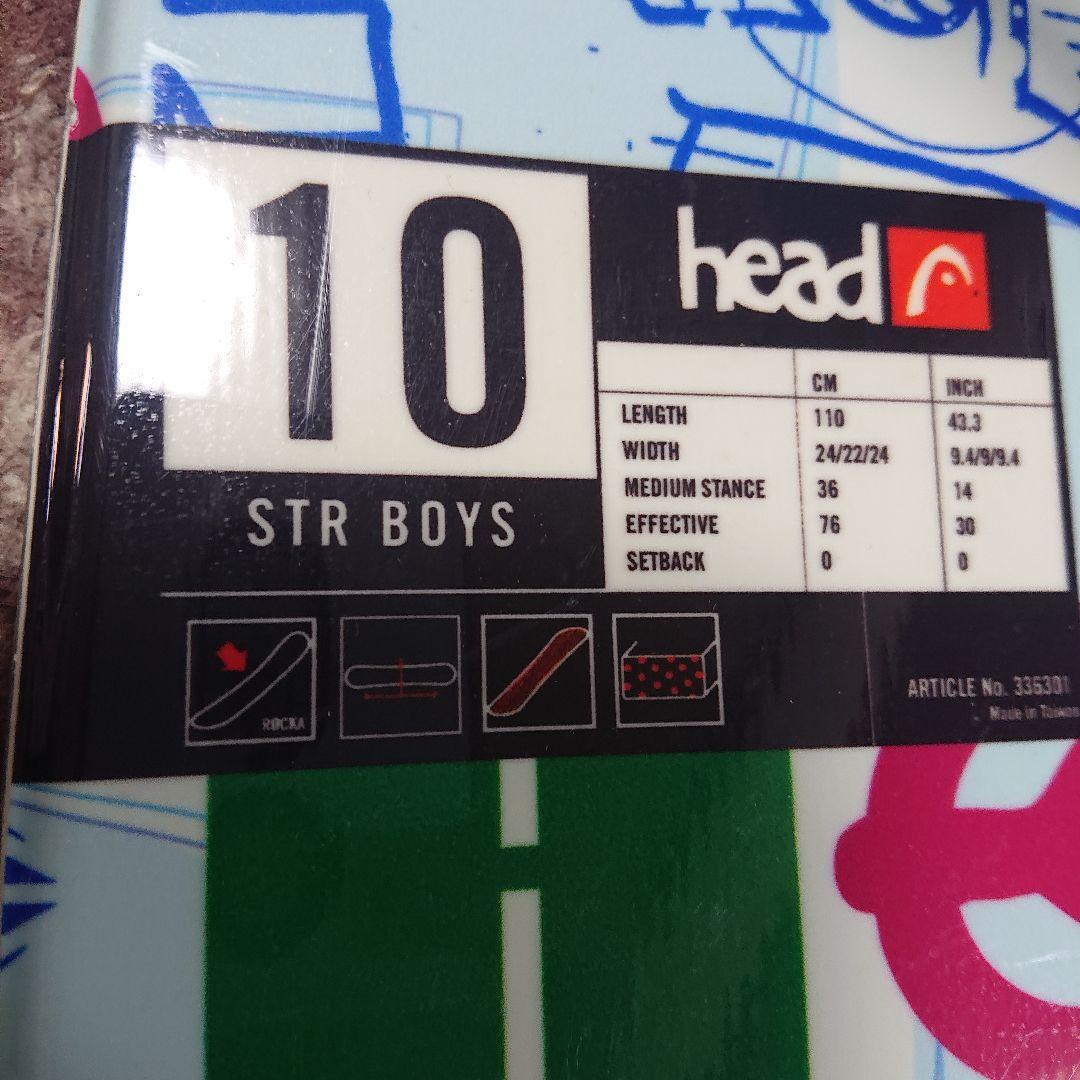 10
STR BOYS
head
CM INCH
LENGTH 110 43.3
WIDTH 24/22/24 9.4/9/9.4
MEDIUM STANCE 36 14
EFFECTIVE 76 30
SETBACK 0 0
ROCKA
ARTICLE No. 336301
Made in Taiwan